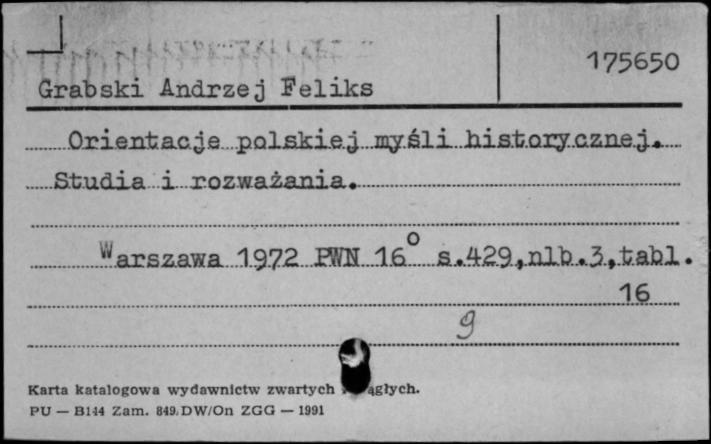 175650
Grabski Andrzej Feliks
Orientacje polskiej myśli historycznej.
Studia i rozważania.
Warszawa 1972 PWN 16° s.429,nlb.3,tabl.
16
9
Karta katalogowa wydawnictw zwartych
PU — B144 Zam. 849. DW/On ZGG — 1991